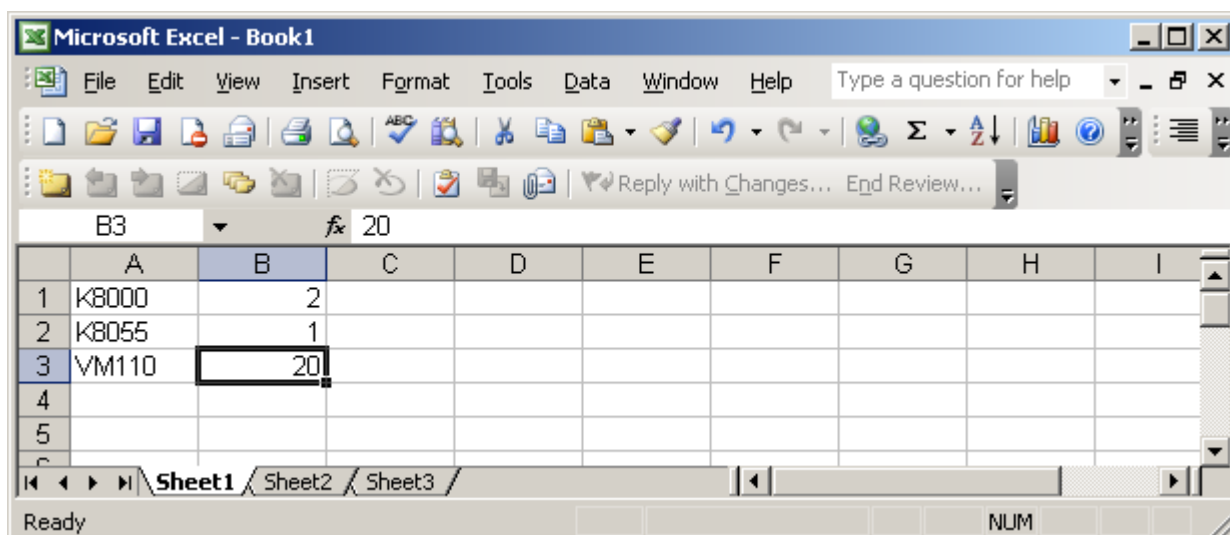 Microsoft Excel - Book1
File Edit View Insert Format Tools Data Window Help Type a question for help
ABC Σ A Z ?
Reply with Changes... End Review...
B3 fx 20
A B C D E F G H I
1 K8000 2
2 K8055 1
3 VM110 20
4
5
Sheet1 Sheet2 Sheet3
Ready NUM